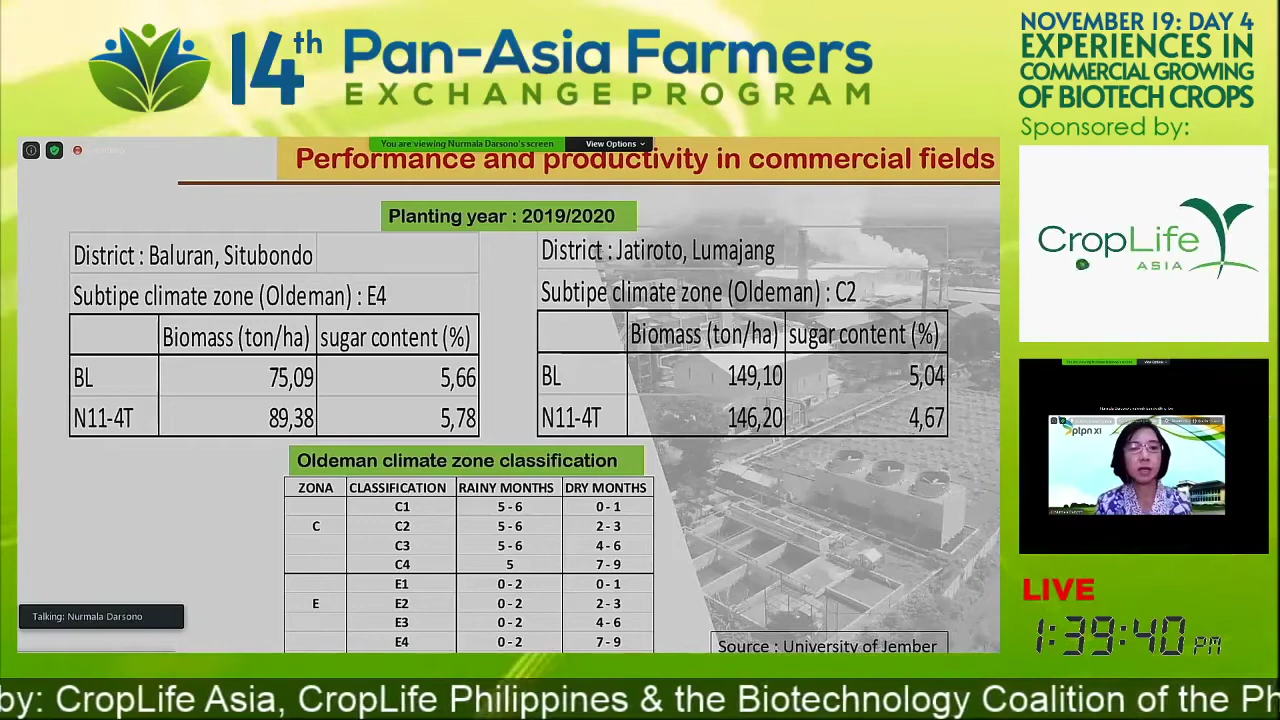 14th Pan-Asia Farmers
EXCHANGE PROGRAM
NOVEMBER 19: DAY 4
EXPERIENCES IN
COMMERCIAL GROWING
OF BIOTECH CROPS
Sponsored by:
CropLife
ASIA
You are viewing Nurmala Darsono's screen
View Options
Performance and productivity in commercial fields
Planting year : 2019/2020
District : Baluran, Situbondo
Subtipe climate zone (Oldeman) : E4
Biomass (ton/ha) sugar content (%)
BL 75,09 5,66
N11-4T 89,38 5,78
District : Jatiroto, Lumajang
Subtipe climate zone (Oldeman) : C2
Biomass (ton/ha) sugar content (%)
BL 149,10 5,04
N11-4T 146,20 4,67
Oldeman climate zone classification
ZONA CLASSIFICATION RAINY MONTHS DRY MONTHS
C1 5 - 6 0 - 1
C C2 5 - 6 2 - 3
C3 5 - 6 4 - 6
C4 5 7 - 9
E1 0 - 2 0 - 1
E E2 0 - 2 2 - 3
E3 0 - 2 4 - 6
E4 0 - 2 7 - 9
Source : University of Jember
Talking: Nurmala Darsono
ptpn XI
LIVE
1:39:40 PM
by: CropLife Asia, CropLife Philippines & the Biotechnology Coalition of the Ph